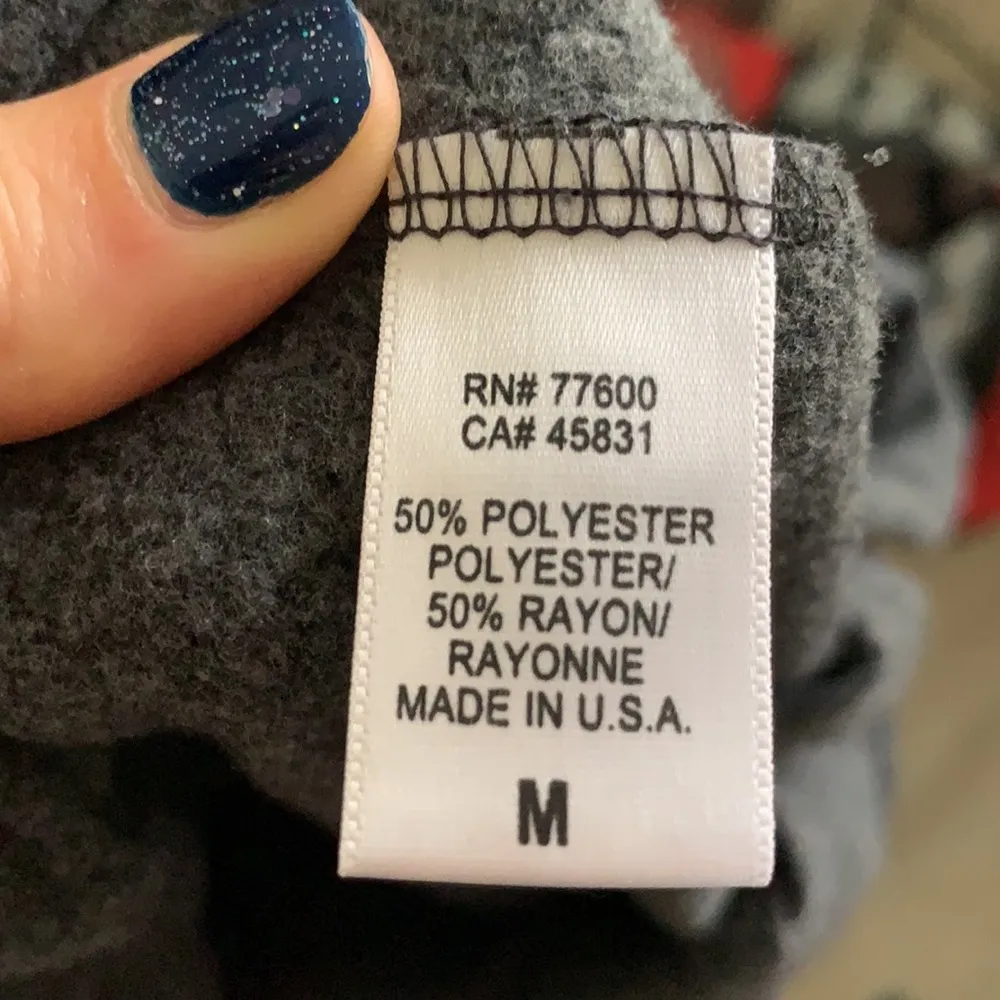 RN# 77600
CA# 45831
50% POLYESTER
POLYESTER/
50% RAYON/
RAYONNE
MADE IN U.S.A.
M